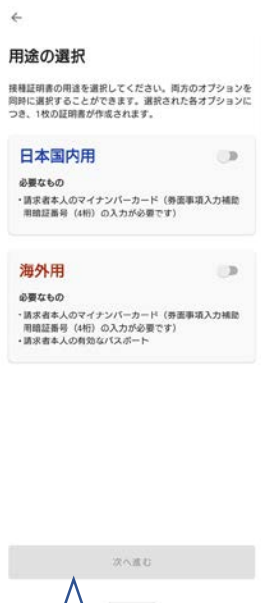 用途の選択
接種証明書の用途を選択してください。両方のオプションを
同時に選択することができます。選択された各オプションに
つき、1枚の証明書が作成されます。
日本国内用
必要なもの
・請求者本人のマイナンバーカード（券面事項入力補助
用暗証番号（4桁）の入力が必要です）
海外用
必要なもの
・請求者本人のマイナンバーカード（券面事項入力補助
用暗証番号（4桁）の入力が必要です）
・請求者本人の有効なパスポート
次へ進む